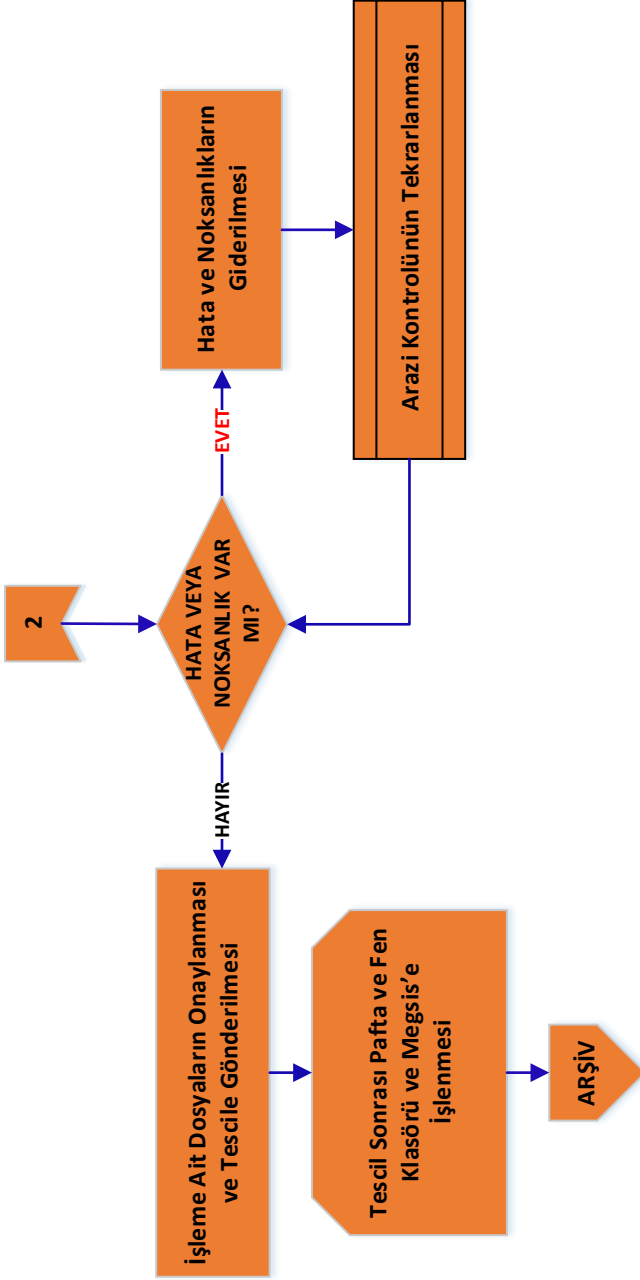 2
HATA VEYA
NOKSANLIK VAR
MI?
HAYIR
EVET
İşleme Ait Dosyaların Onaylanması
ve Tescile Gönderilmesi
Hata ve Noksanlıkların
Giderilmesi
Tescil Sonrası Pafta ve Fen
Klasörü ve Megsis’e
İşlenmesi
Arazi Kontrolünün Tekrarlanması
ARŞİV